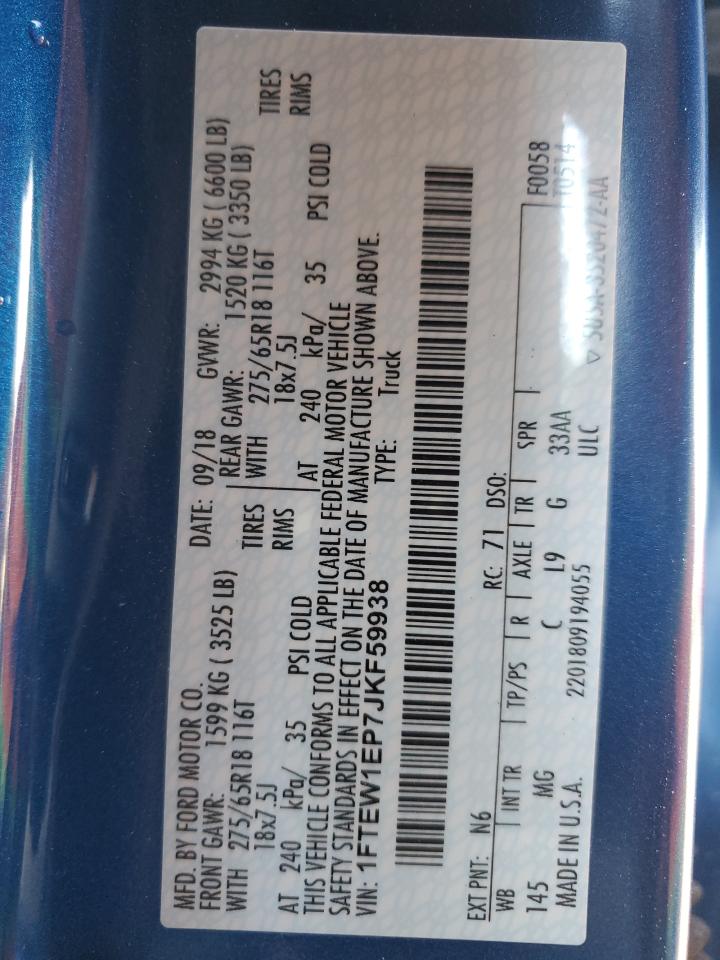 MFD. BY FORD MOTOR CO. DATE: 09/18 GVWR: 2994 KG ( 6600 LB)
FRONT GAWR: 1599 KG ( 3525 LB) REAR GAWR: 1520 KG ( 3350 LB)
WITH 275/65R18 116T TIRES WITH 275/65R18 116T TIRES
18x7.5J RIMS 18x7.5J RIMS
AT 240 kPa/ 35 PSI COLD AT 240 kPa/ 35 PSI COLD
THIS VEHICLE CONFORMS TO ALL APPLICABLE FEDERAL MOTOR VEHICLE
SAFETY STANDARDS IN EFFECT ON THE DATE OF MANUFACTURE SHOWN ABOVE.
VIN: 1FTEW1EP7JKF59938 TYPE: Truck
EXT PNT: N6 RC: 71 DSO:
WB INT TR TP/PS R AXLE TR SPR F0058
145 MG C L9 G 33AA T0514
MADE IN U.S.A. 2201809194055 ULC